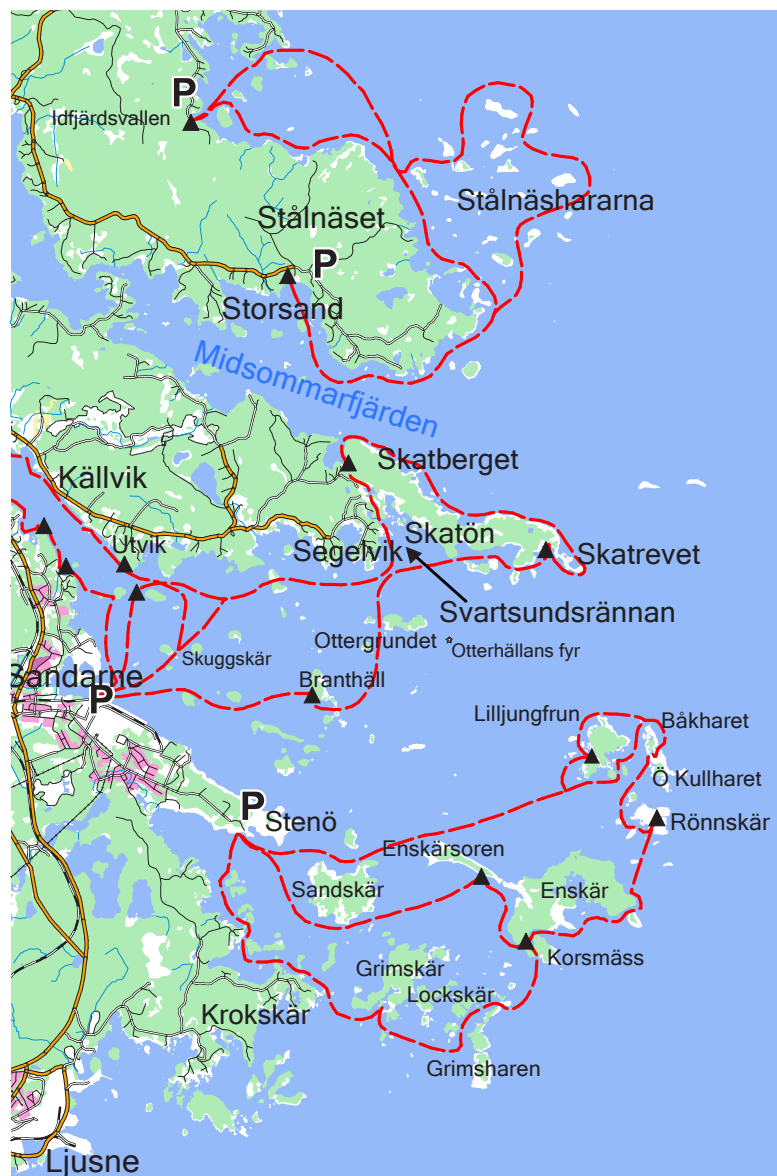 P
Idfjärdsvallen
Stålnäshararna
Stålnäset
P
Storsand
Midsommarfjärden
Skatberget
Källvik
Utvik
Segelvik
Skatön
Skatrevet
Svartsundsrännan
Ottergrundet
Otterhällans fyr
Skuggskär
Sandarne
Branthäll
P
Lilljungfrun
Båkharet
Ö Kullharet
P
Stenö
Rönnskär
Enskärsoren
Sandskär
Enskär
Korsmäss
Grimskär
Lockskär
Krokskär
Grimsharen
Ljusne